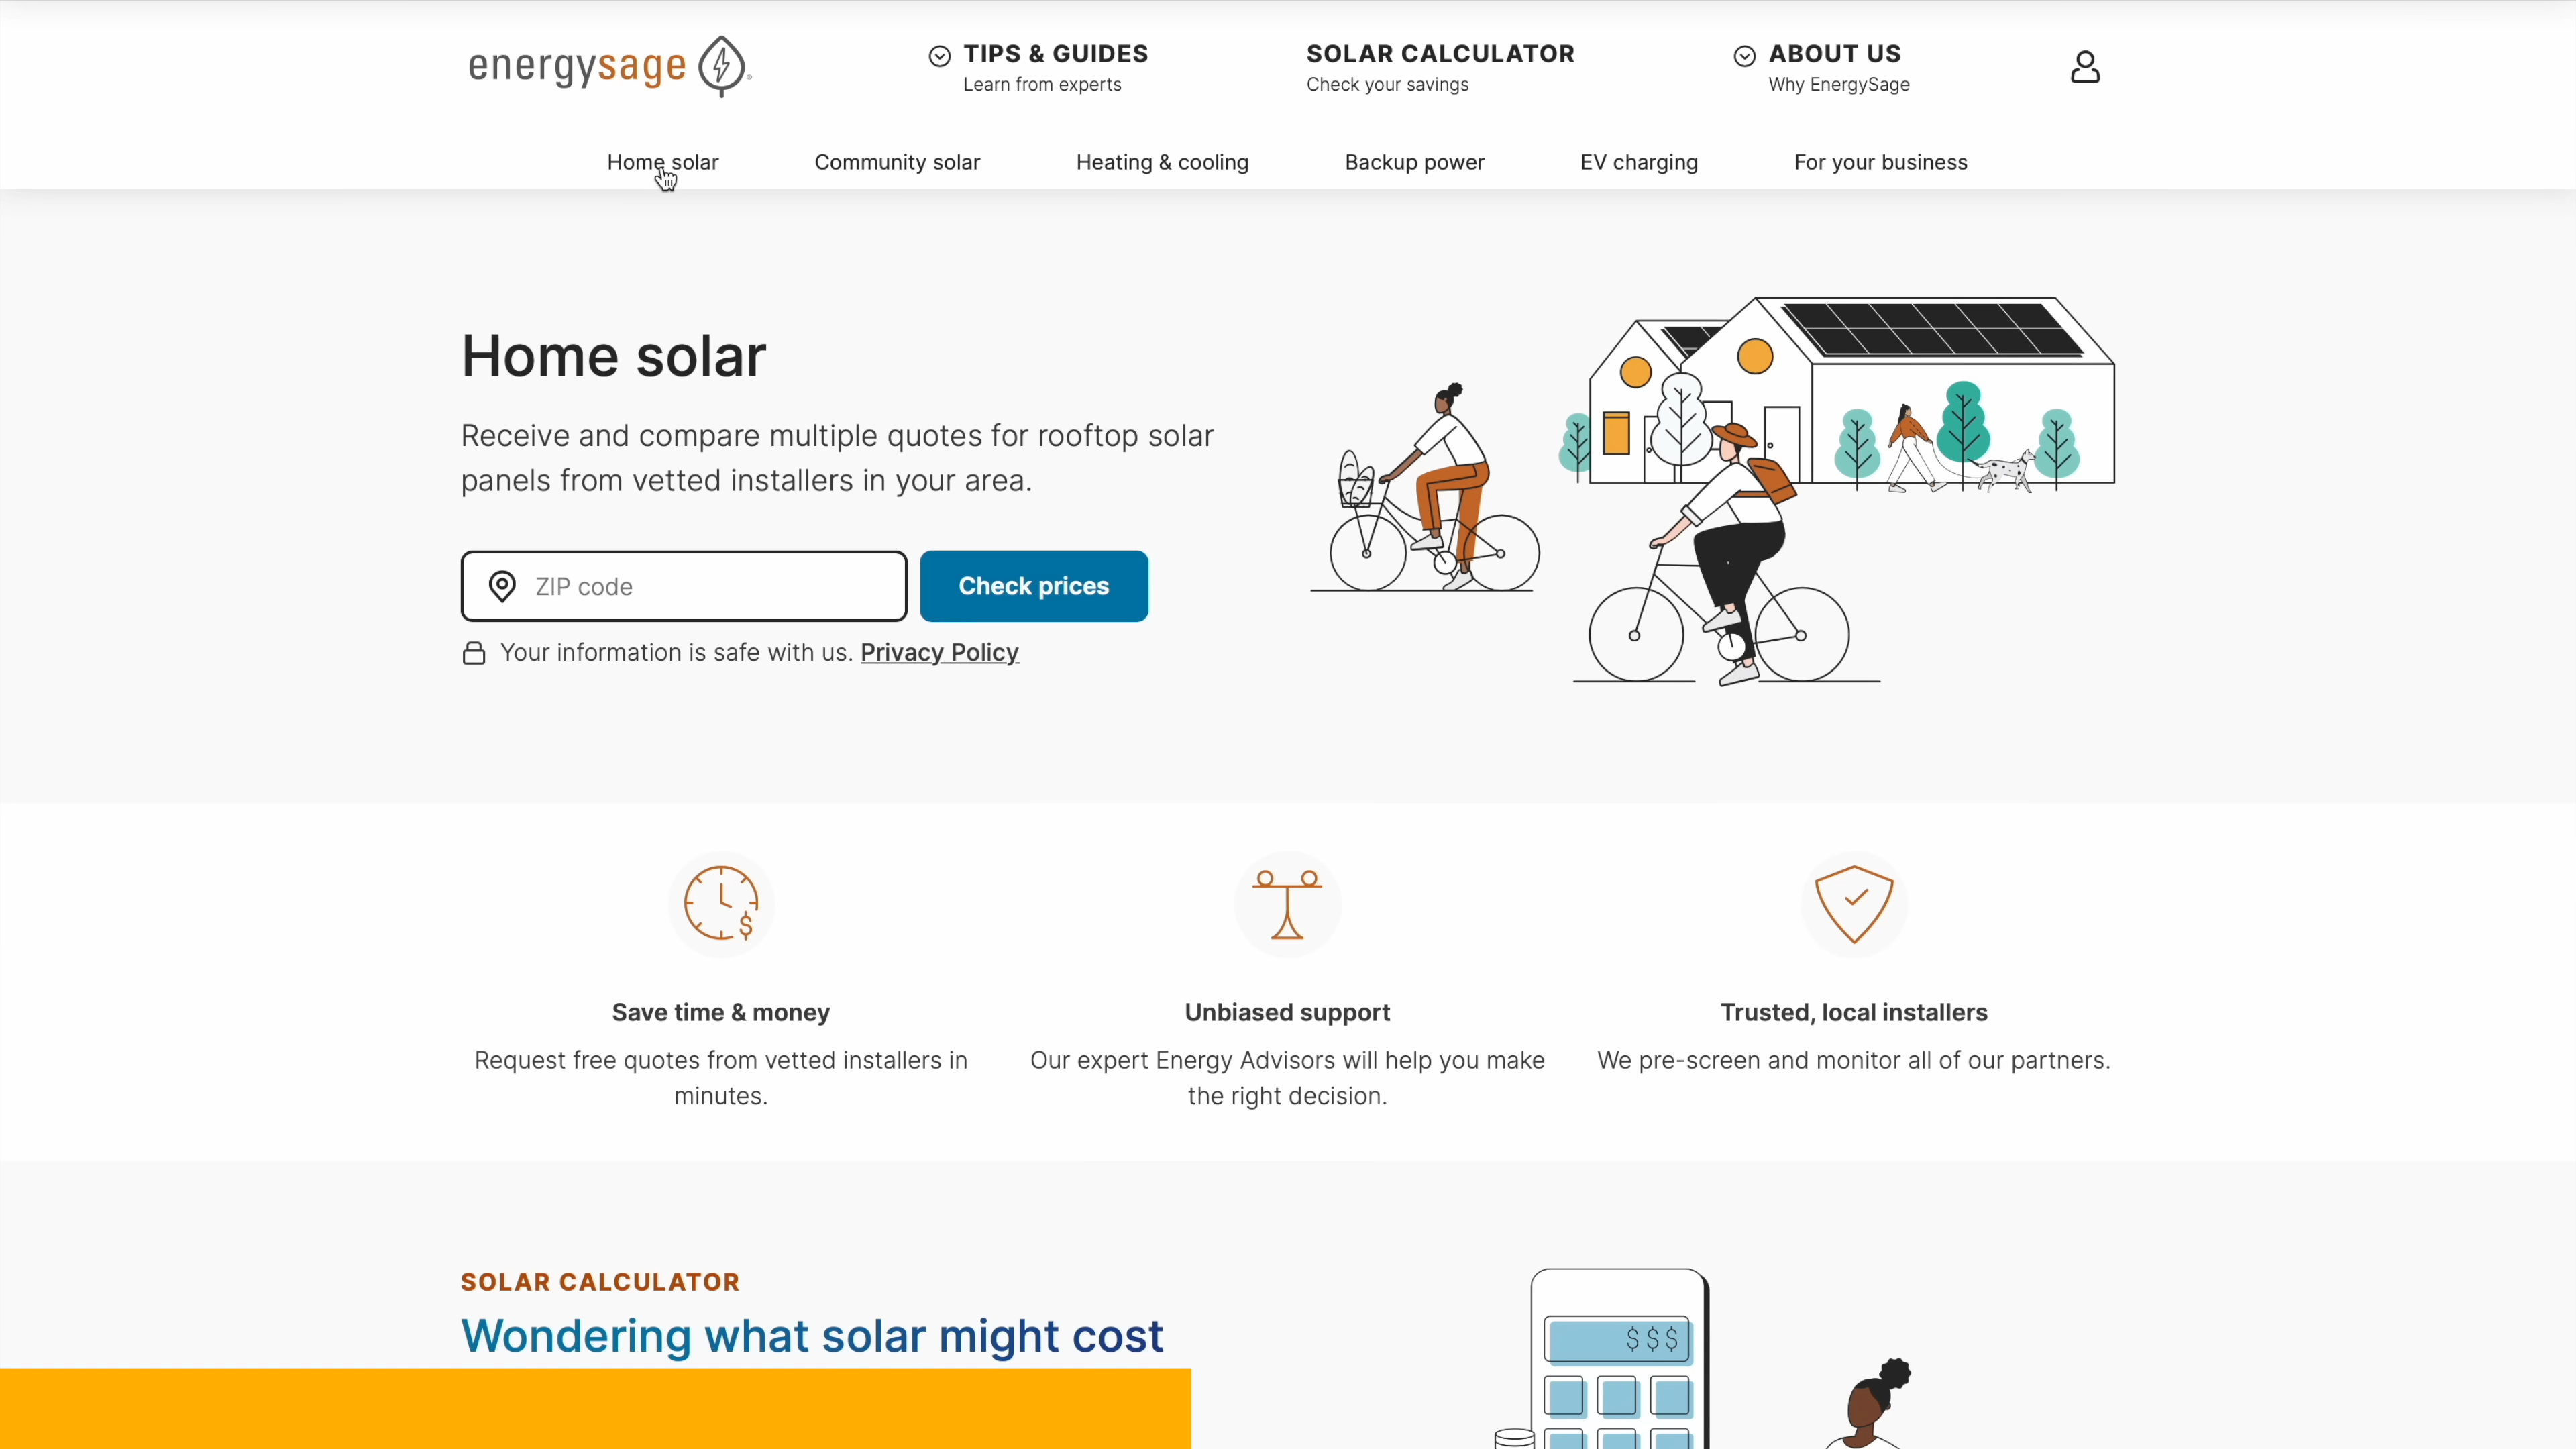 energysage
TIPS & GUIDES
Learn from experts
SOLAR CALCULATOR
Check your savings
ABOUT US
Why EnergySage
Home solar
Community solar
Heating & cooling
Backup power
EV charging
For your business
Home solar
Receive and compare multiple quotes for rooftop solar
panels from vetted installers in your area.
ZIP code
Check prices
Your information is safe with us. Privacy Policy
Save time & money
Request free quotes from vetted installers in
minutes.
Unbiased support
Our expert Energy Advisors will help you make
the right decision.
Trusted, local installers
We pre-screen and monitor all of our partners.
SOLAR CALCULATOR
Wondering what solar might cost
$$$